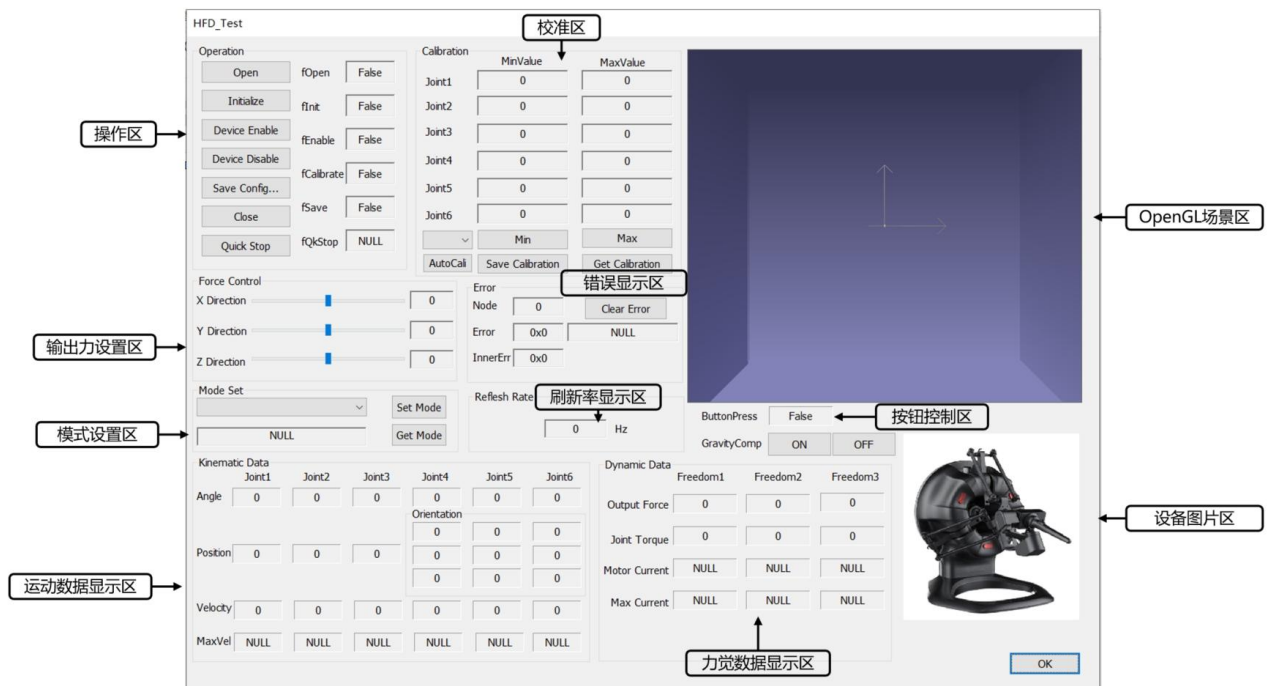 HFD_Test
校准区
Operation
Open fOpen False
Initialize fInit False
Device Enable fEnable False
Device Disable fCalibrate False
Save Config... fSave False
Close fQkStop NULL
Quick Stop
操作区
Calibration
MinValue MaxValue
Joint1 0 0
Joint2 0 0
Joint3 0 0
Joint4 0 0
Joint5 0 0
Joint6 0 0
Min Max
AutoCali Save Calibration Get Calibration
OpenGL场景区
Force Control
X Direction 0
Y Direction 0
Z Direction 0
输出力设置区
错误显示区
Error
Node 0 Clear Error
Error 0x0 NULL
InnerErr 0x0
Mode Set
Set Mode
NULL Get Mode
模式设置区
Reflesh Rate
刷新率显示区
0 Hz
ButtonPress False
按钮控制区
GravityComp ON OFF
Kinematic Data
Joint1 Joint2 Joint3 Joint4 Joint5 Joint6
Angle 0 0 0 0 0 0
Orientation
0 0 0
Position 0 0 0 0 0 0
0 0 0
Velocity 0 0 0 0 0 0
MaxVel NULL NULL NULL NULL NULL NULL
运动数据显示区
Dynamic Data
Freedom1 Freedom2 Freedom3
Output Force 0 0 0
Joint Torque 0 0 0
Motor Current NULL NULL NULL
Max Current NULL NULL NULL
力觉数据显示区
设备图片区
OK